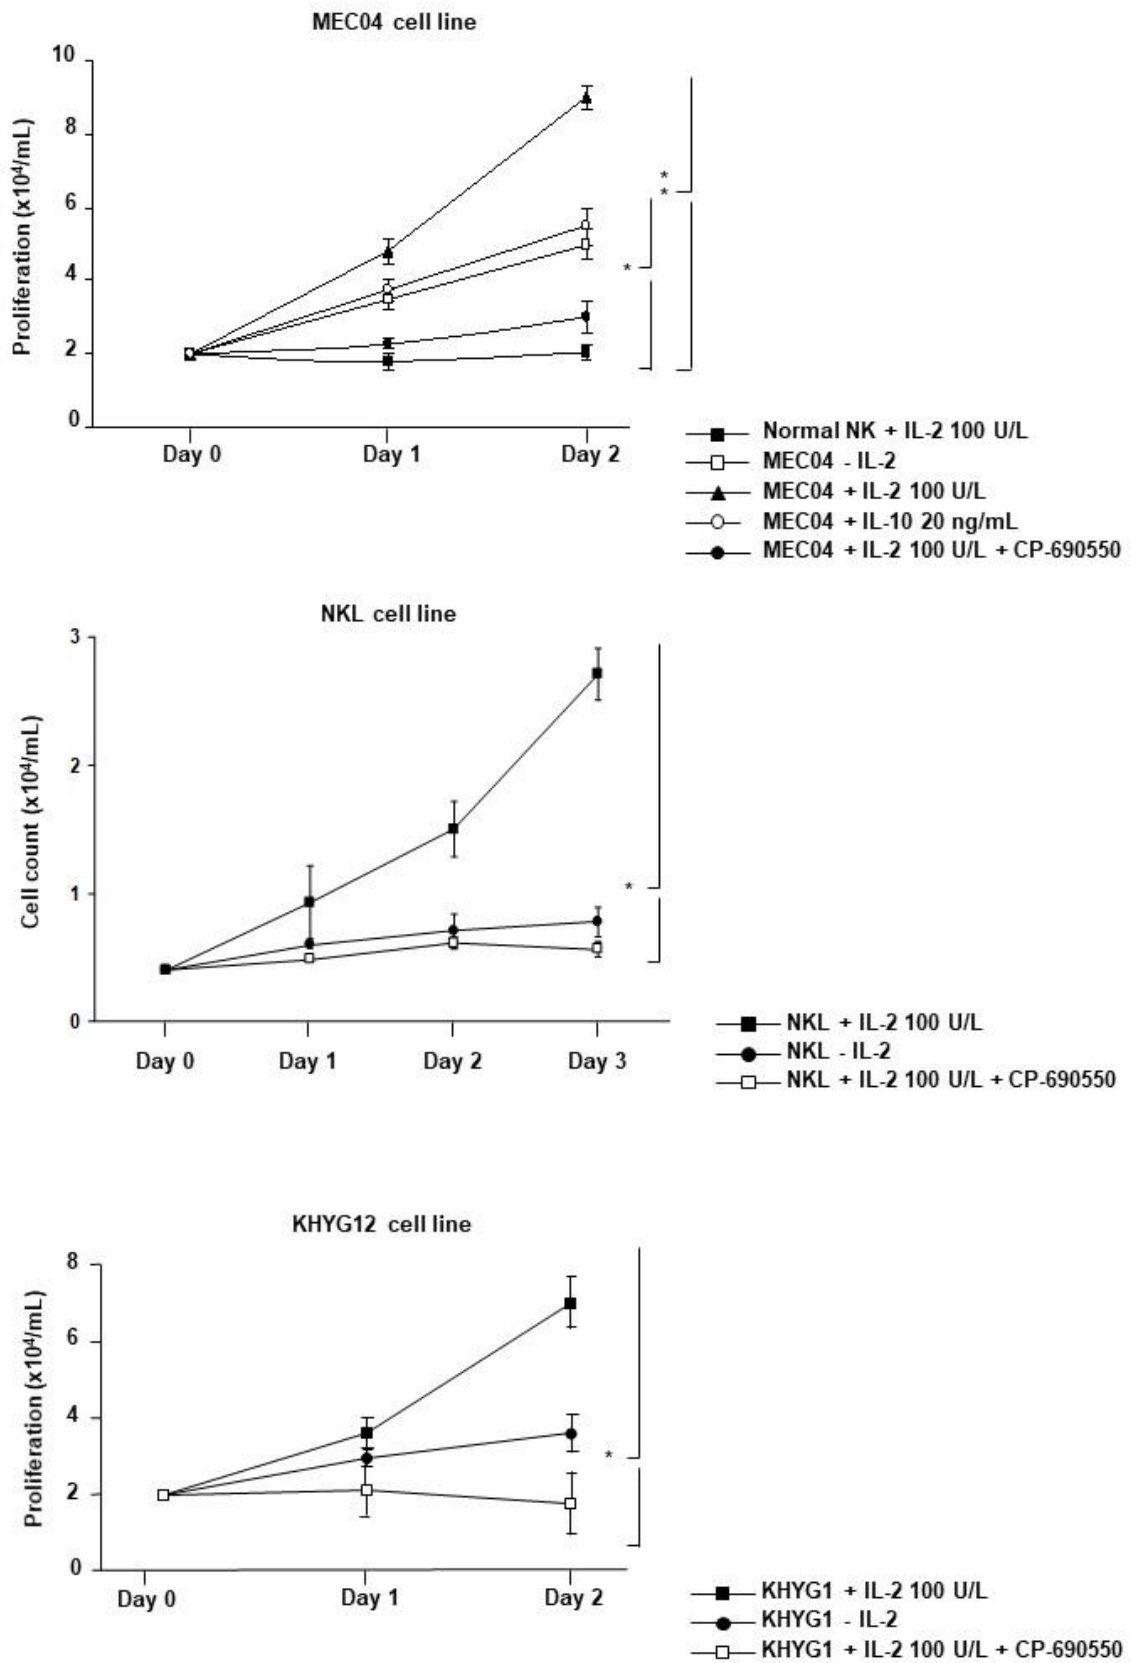 MEC04 cell line
10
8
6
4
2
0
Proliferation (x10⁴/mL)
*
*
*
Day 0 Day 1 Day 2
Normal NK + IL-2 100 U/L
MEC04 - IL-2
MEC04 + IL-2 100 U/L
MEC04 + IL-10 20 ng/mL
MEC04 + IL-2 100 U/L + CP-690550
NKL cell line
3
2
1
0
Cell count (x10⁴/mL)
*
Day 0 Day 1 Day 2 Day 3
NKL + IL-2 100 U/L
NKL - IL-2
NKL + IL-2 100 U/L + CP-690550
KHYG12 cell line
8
6
4
2
0
Proliferation (x10⁴/mL)
*
Day 0 Day 1 Day 2
KHYG1 + IL-2 100 U/L
KHYG1 - IL-2
KHYG1 + IL-2 100 U/L + CP-690550